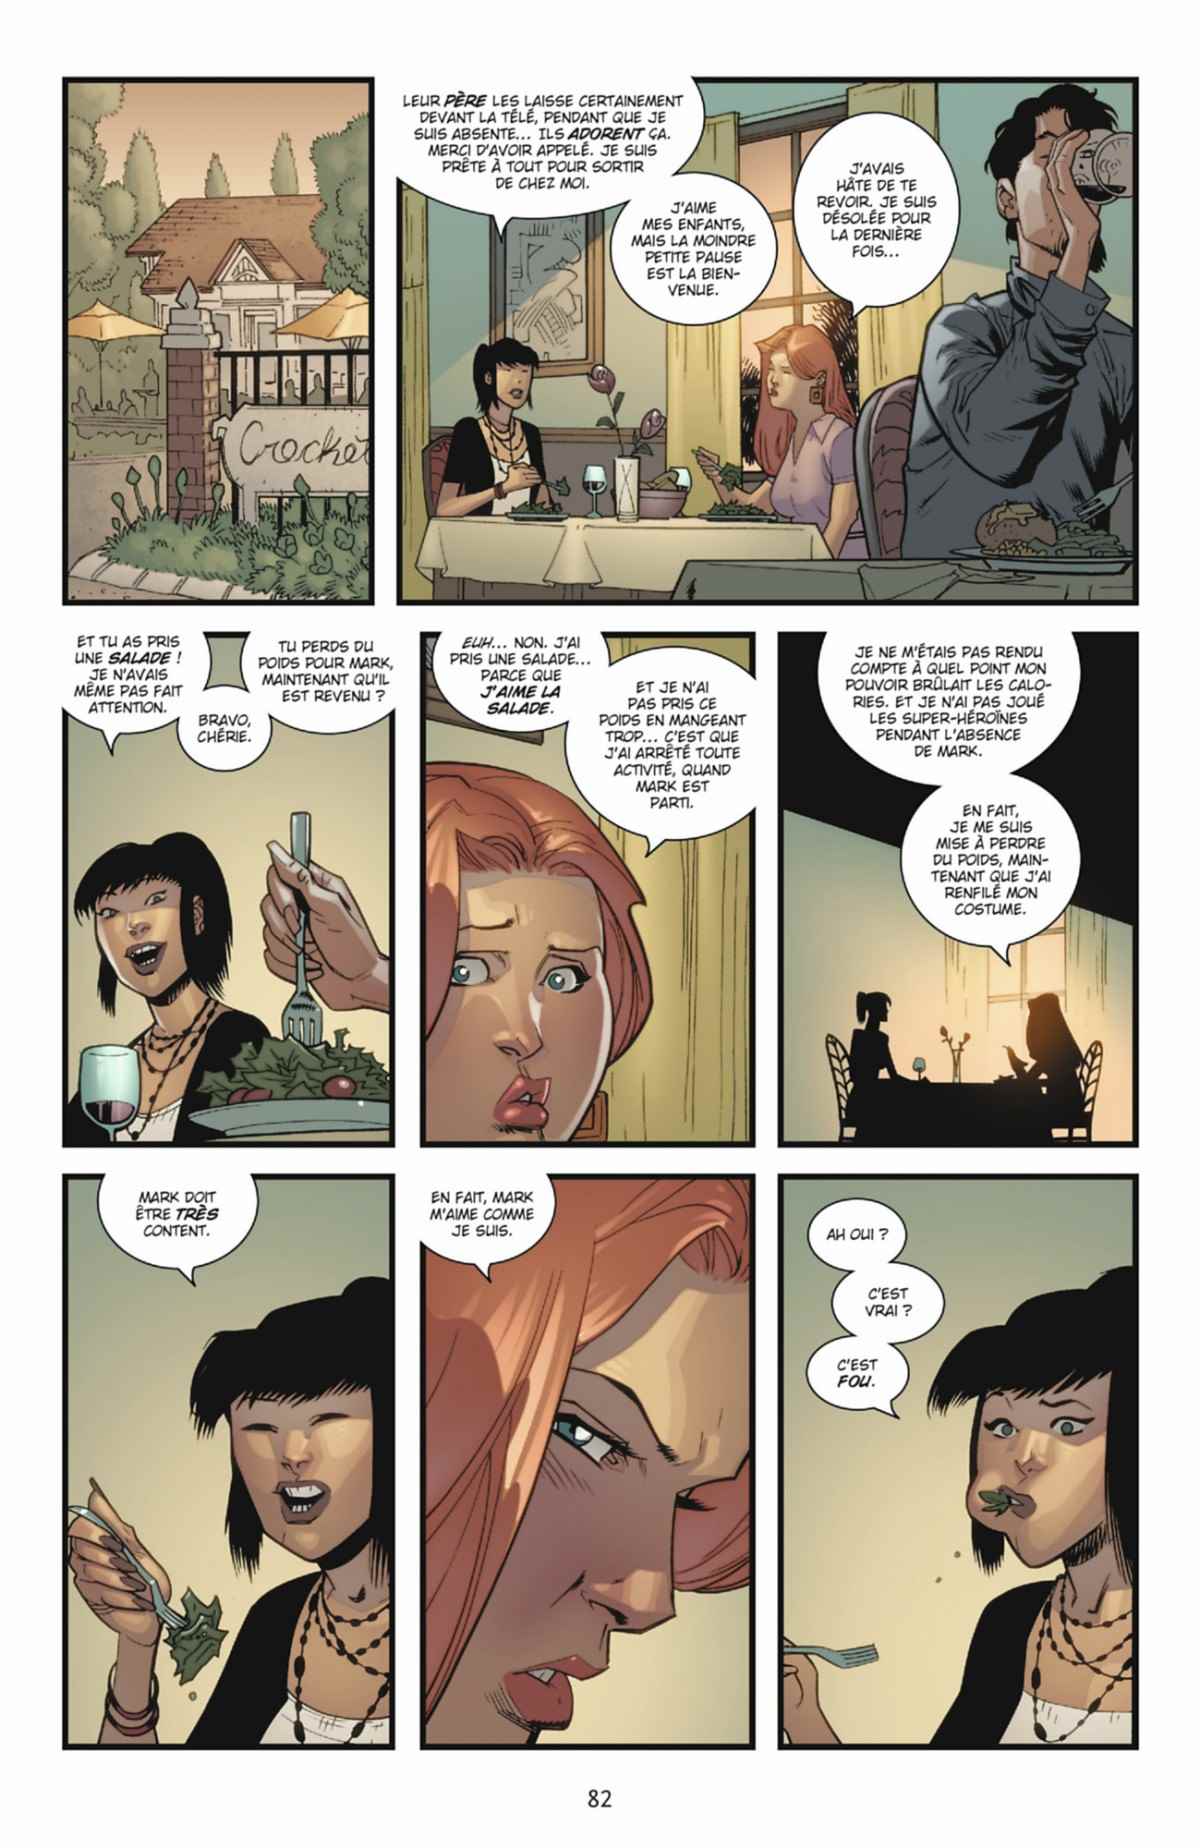 Crocket
LEUR PÈRE LES LAISSE CERTAINEMENT
DEVANT LA TÉLÉ, PENDANT QUE JE
SUIS ABSENTE... ILS ADORENT ÇA.
MERCI D'AVOIR APPELÉ. JE SUIS
PRÊTE À TOUT POUR SORTIR
DE CHEZ MOI.
J'AIME
MES ENFANTS,
MAIS LA MOINDRE
PETITE PAUSE
EST LA BIEN-
VENUE.
J'AVAIS
HÂTE DE TE
REVOIR. JE SUIS
DÉSOLÉE POUR
LA DERNIÈRE
FOIS...
ET TU AS PRIS
UNE SALADE !
JE N'AVAIS
MÊME PAS FAIT
ATTENTION.
BRAVO,
CHÉRIE.
TU PERDS DU
POIDS POUR MARK,
MAINTENANT QU'IL
EST REVENU ?
EUH... NON. J'AI
PRIS UNE SALADE...
PARCE QUE
J'AIME LA
SALADE.
ET JE N'AI
PAS PRIS CE
POIDS EN MANGEANT
TROP... C'EST QUE
J'AI ARRÊTÉ TOUTE
ACTIVITÉ, QUAND
MARK EST
PARTI.
JE NE M'ÉTAIS PAS RENDU
COMPTE À QUEL POINT MON
POUVOIR BRÛLAIT LES CALO-
RIES. ET JE N'AI PAS JOUÉ
LES SUPER-HÉROÏNES
PENDANT L'ABSENCE
DE MARK.
EN FAIT,
JE ME SUIS
MISE À PERDRE
DU POIDS, MAIN-
TENANT QUE J'AI
RENFILÉ MON
COSTUME.
MARK DOIT
ÊTRE TRÈS
CONTENT.
EN FAIT, MARK
M'AIME COMME
JE SUIS.
AH OUI ?
C'EST
VRAI ?
C'EST
FOU.
82